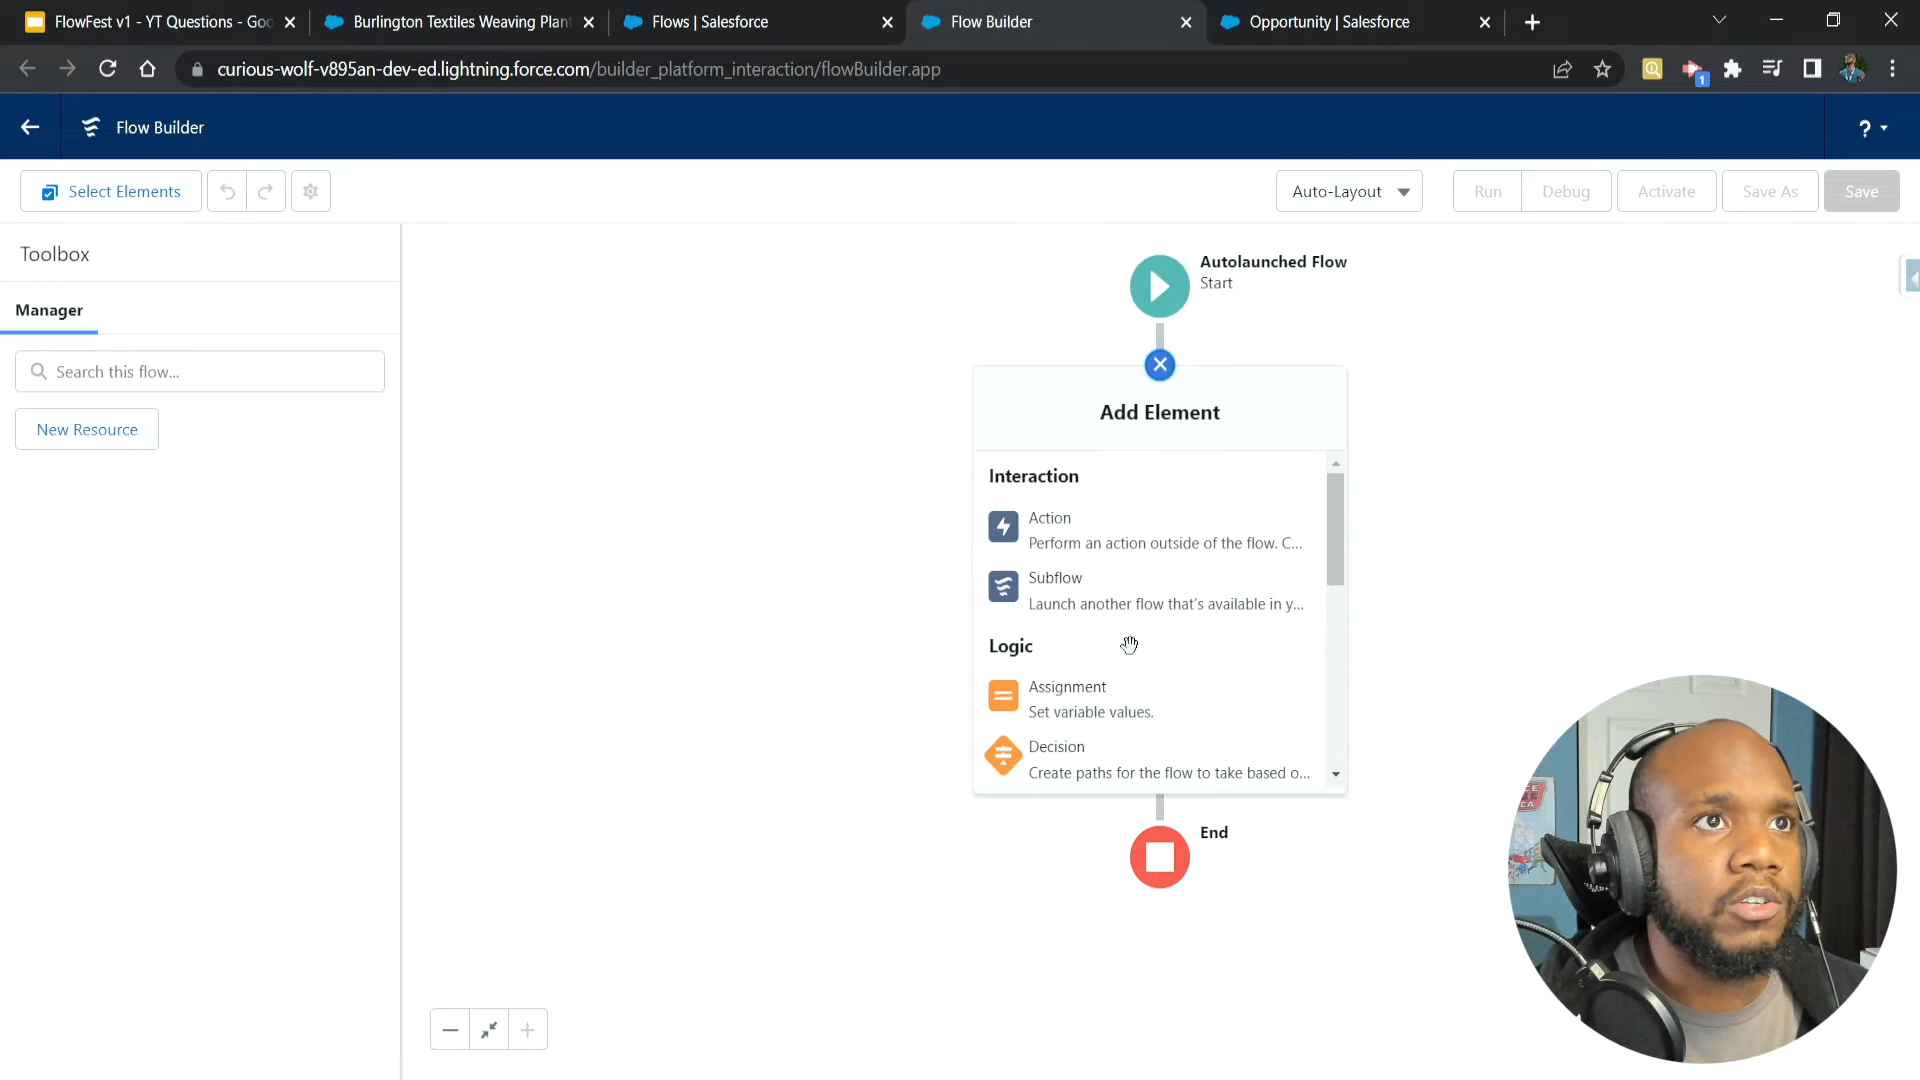 FlowFest v1 - YT Questions - Goo
Burlington Textiles Weaving Plan
Flows | Salesforce
Flow Builder
Opportunity | Salesforce
curious-wolf-v895an-dev-ed.lightning.force.com/builder_platform_interaction/flowBuilder.app
1
Flow Builder
?
Select Elements
Auto-Layout
Run
Debug
Activate
Save As
Save
Toolbox
Manager
Search this flow...
New Resource
Autolaunched Flow
Start
Add Element
Interaction
Action
Perform an action outside of the flow. C...
Subflow
Launch another flow that's available in y...
Logic
Assignment
Set variable values.
Decision
Create paths for the flow to take based o...
End